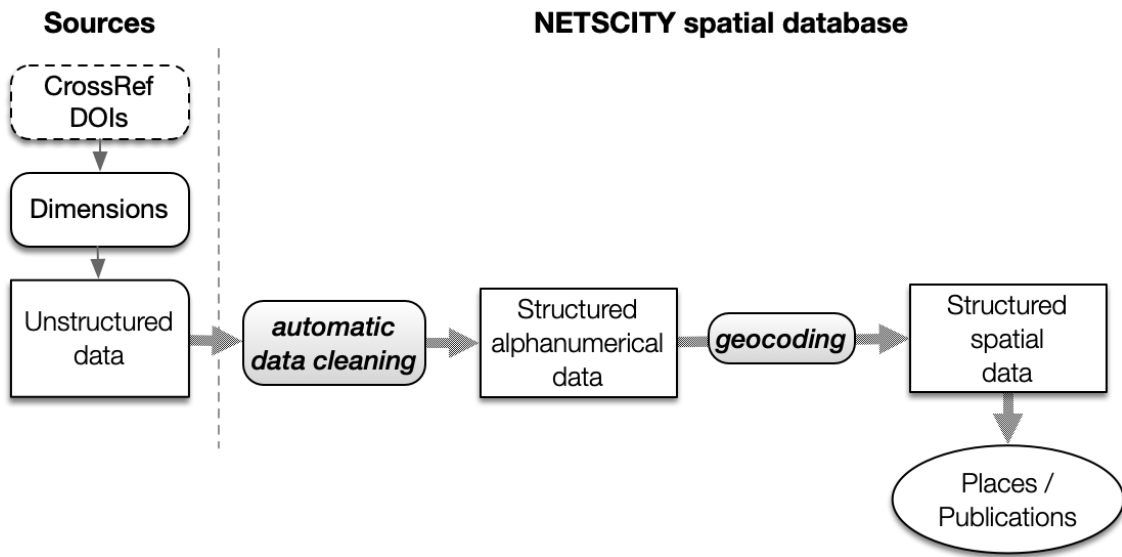 Sources
NETSCITY spatial database
CrossRef
DOIs
Dimensions
Unstructured
data
automatic
data cleaning
Structured
alphanumerical
data
geocoding
Structured
spatial
data
Places /
Publications